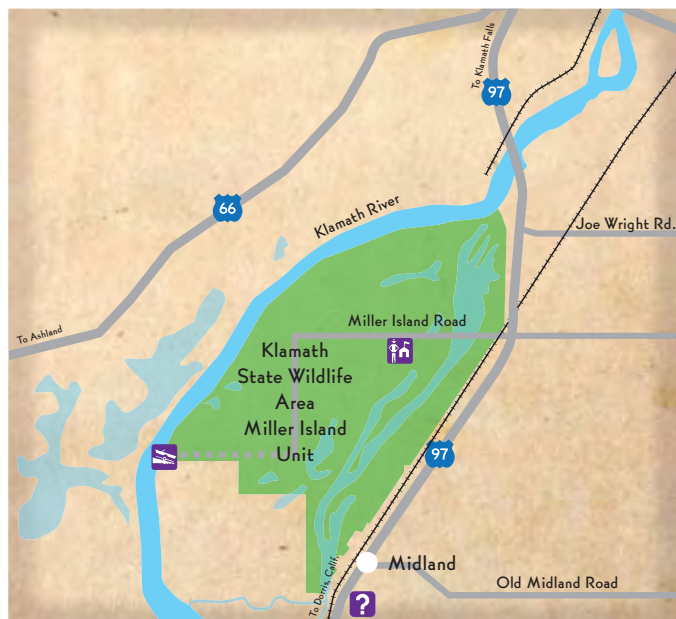 To Klamath Falls
97
66
Klamath River
Joe Wright Rd.
To Ashland
Miller Island Road
Klamath
State Wildlife
Area
Miller Island
Unit
97
To Dorris, Calif.
Midland
Old Midland Road
?